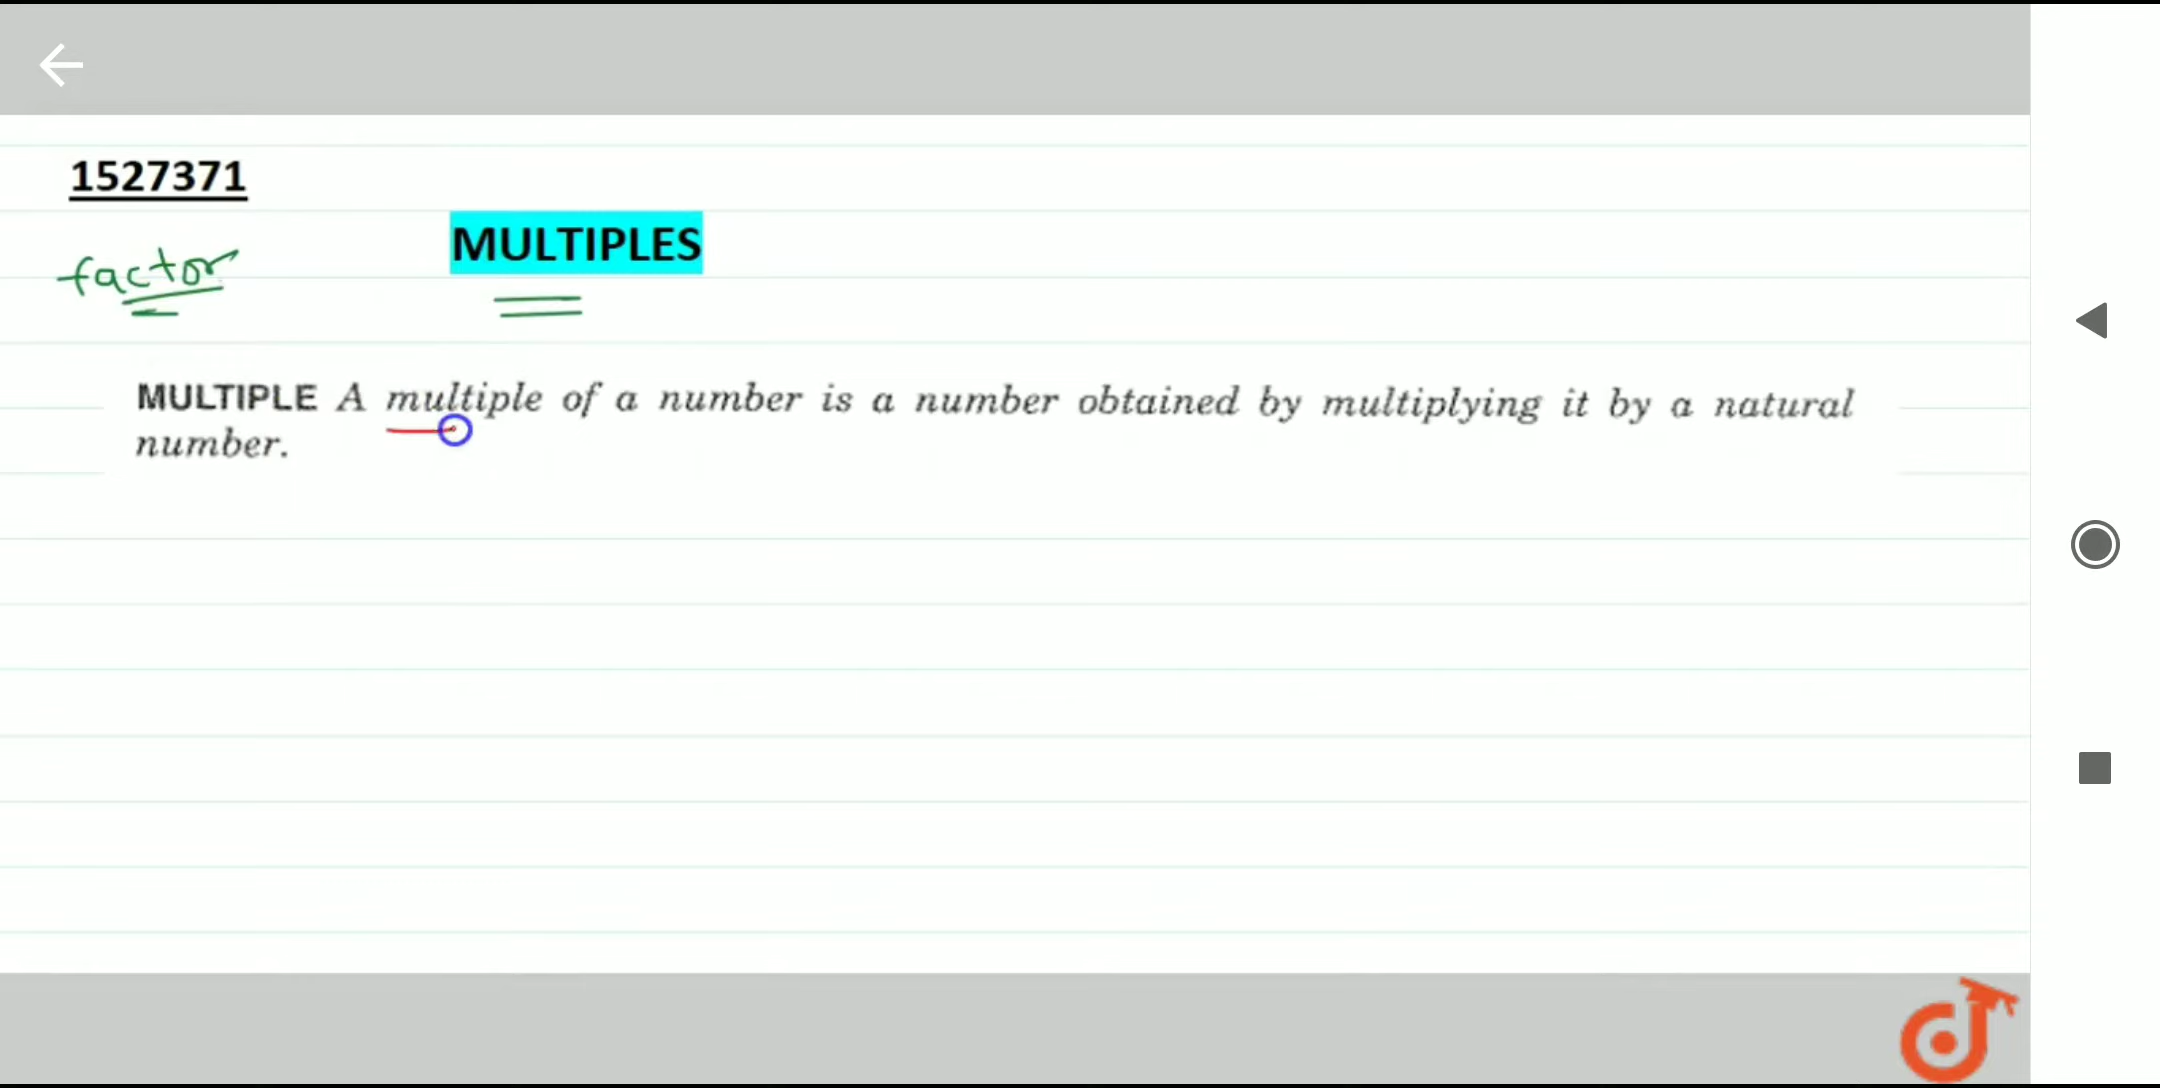 1527371
MULTIPLES
factor
MULTIPLE A multiple of a number is a number obtained by multiplying it by a natural
number.